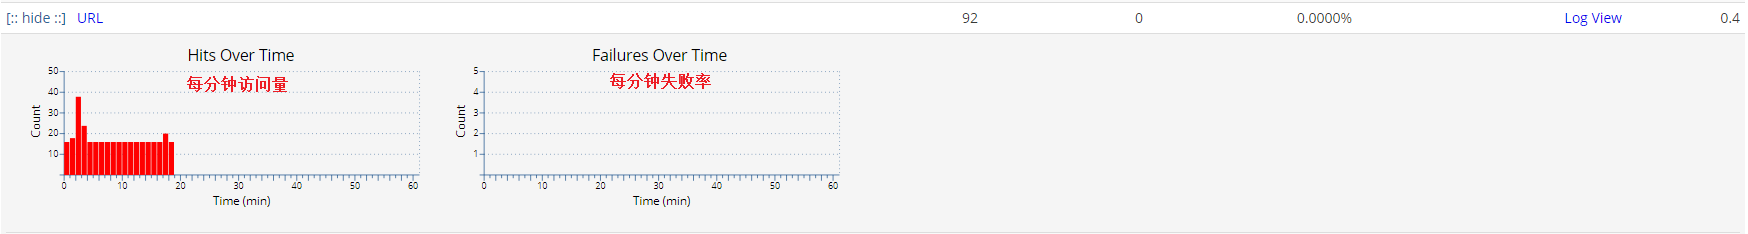 [:: hide ::] URL 92 0 0.0000% Log View 0.4
Hits Over Time
每分钟访问量
Count
50
40
30
20
10
0 10 20 30 40 50 60
Time (min)
Failures Over Time
每分钟失败率
Count
5
4
3
2
1
0 10 20 30 40 50 60
Time (min)